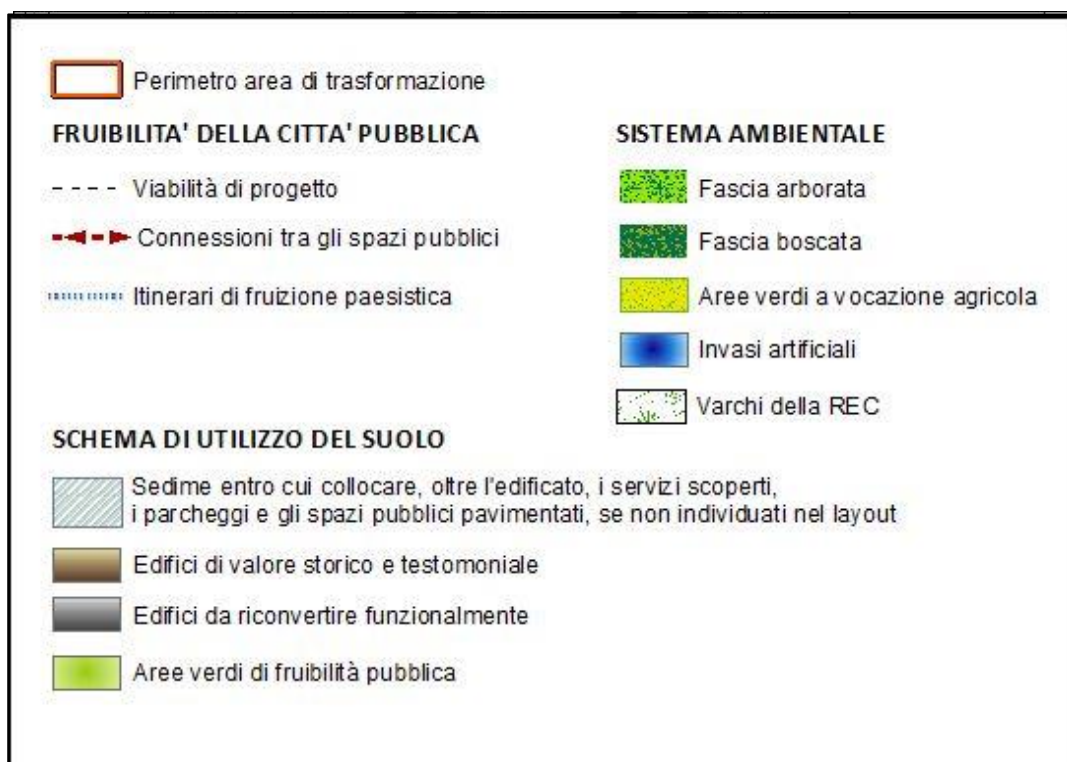 Perimetro area di trasformazione
FRUIBILITA' DELLA CITTA' PUBBLICA
Viabilità di progetto
Connessioni tra gli spazi pubblici
Itinerari di fruizione paesistica
SISTEMA AMBIENTALE
Fascia arborata
Fascia boscata
Aree verdi a vocazione agricola
Invasi artificiali
Varchi della REC
SCHEMA DI UTILIZZO DEL SUOLO
Sedime entro cui collocare, oltre l'edificato, i servizi scoperti,
i parcheggi e gli spazi pubblici pavimentati, se non individuati nel layout
Edifici di valore storico e testomoniale
Edifici da riconvertire funzionalmente
Aree verdi di fruibilità pubblica